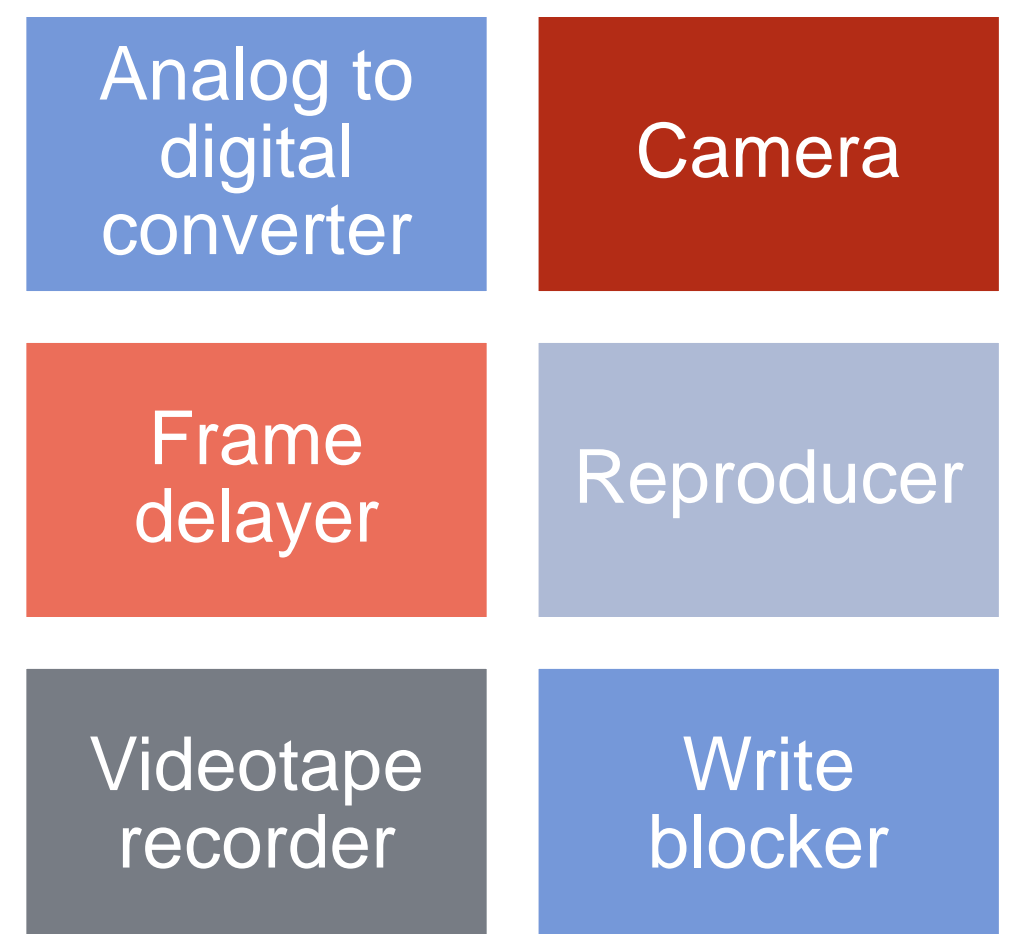 Analog to
digital
converter
Camera
Frame
delayer
Reproducer
Videotape
recorder
Write
blocker